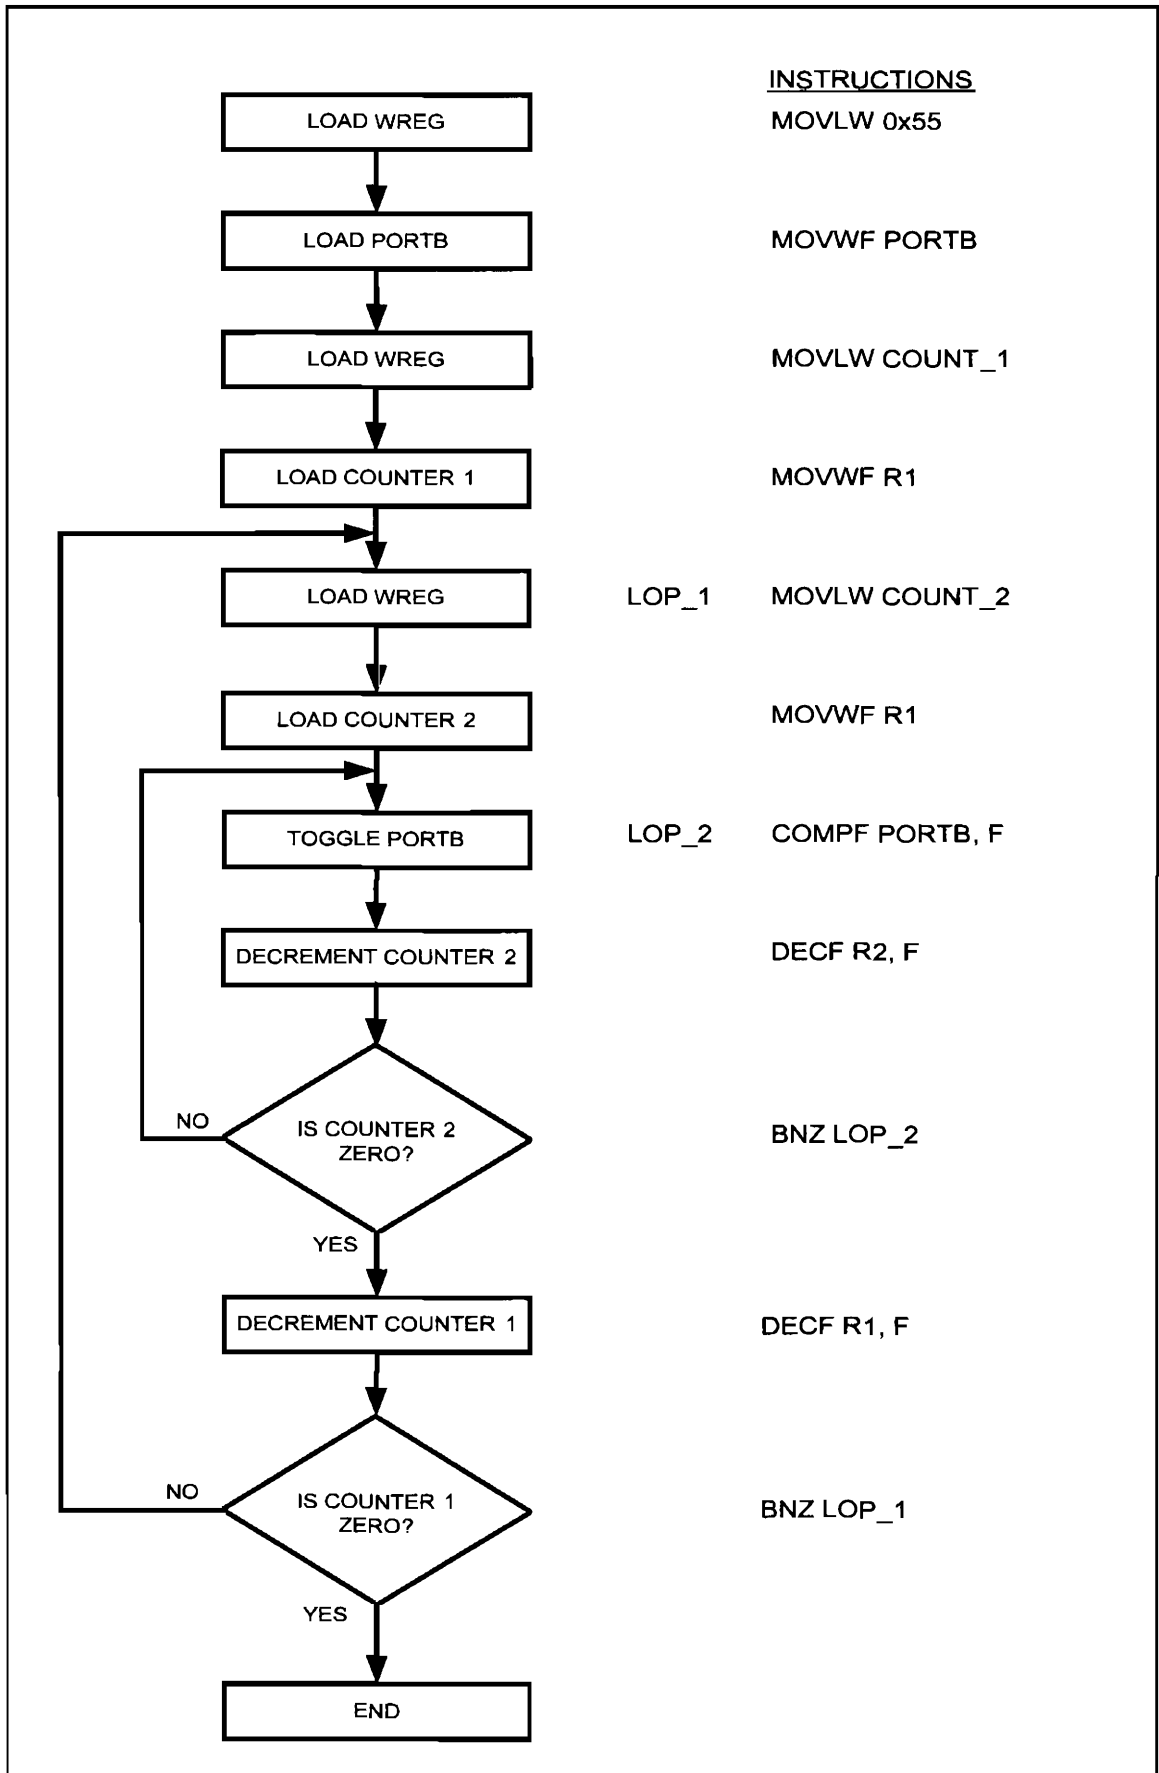 INSTRUCTIONS
LOAD WREG MOVLW 0x55
LOAD PORTB MOVWF PORTB
LOAD WREG MOVLW COUNT_1
LOAD COUNTER 1 MOVWF R1
LOAD WREG LOP_1 MOVLW COUNT_2
LOAD COUNTER 2 MOVWF R1
TOGGLE PORTB LOP_2 COMPF PORTB, F
DECREMENT COUNTER 2 DECF R2, F
NO IS COUNTER 2 BNZ LOP_2
ZERO?
YES
DECREMENT COUNTER 1 DECF R1, F
NO IS COUNTER 1 BNZ LOP_1
ZERO?
YES
END